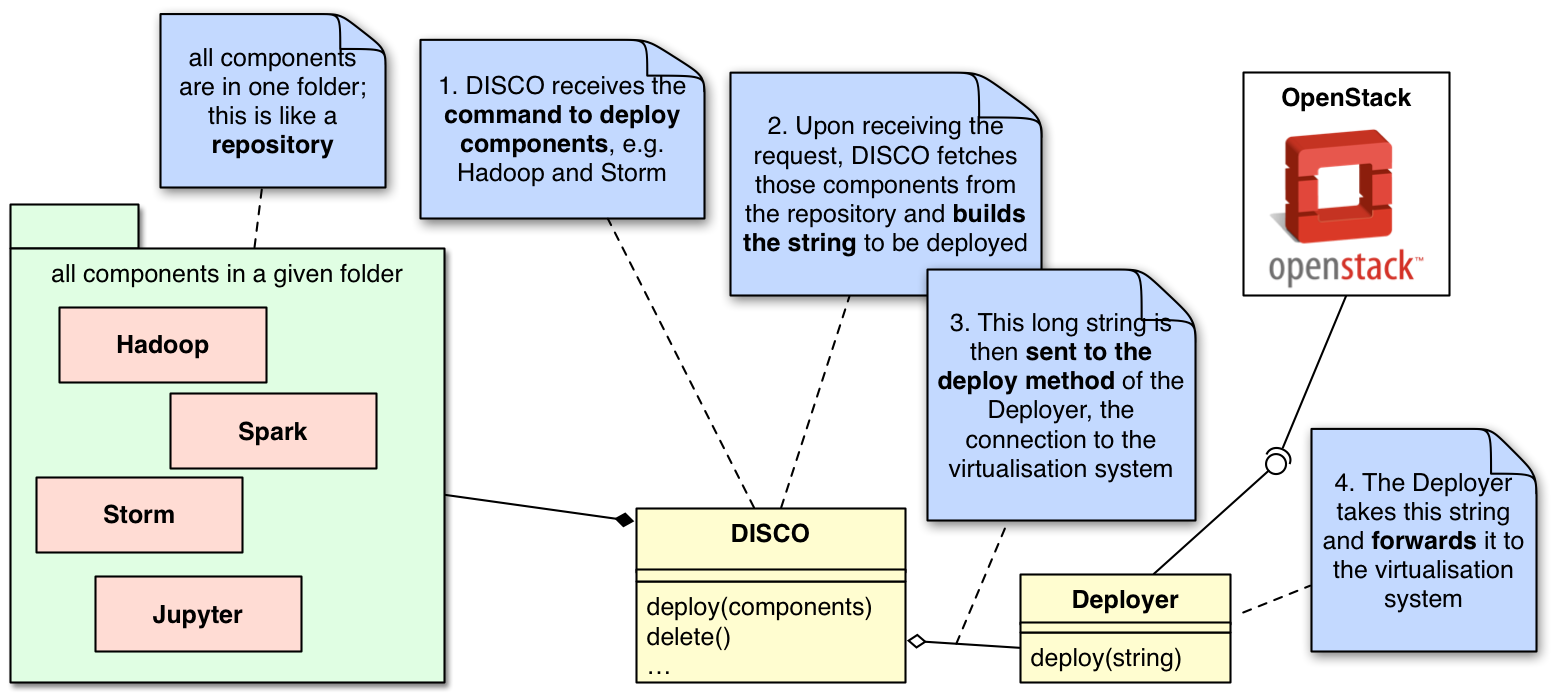 all components
are in one folder;
this is like a
repository
1. DISCO receives the
command to deploy
components, e.g.
Hadoop and Storm
2. Upon receiving the
request, DISCO fetches
those components from
the repository and builds
the string to be deployed
OpenStack
openstack™
all components in a given folder
Hadoop
Spark
Storm
Jupyter
3. This long string is
then sent to the
deploy method of the
Deployer, the
connection to the
virtualisation system
4. The Deployer
takes this string
and forwards it to
the virtualisation
system
DISCO
deploy(components)
delete()
…
Deployer
deploy(string)